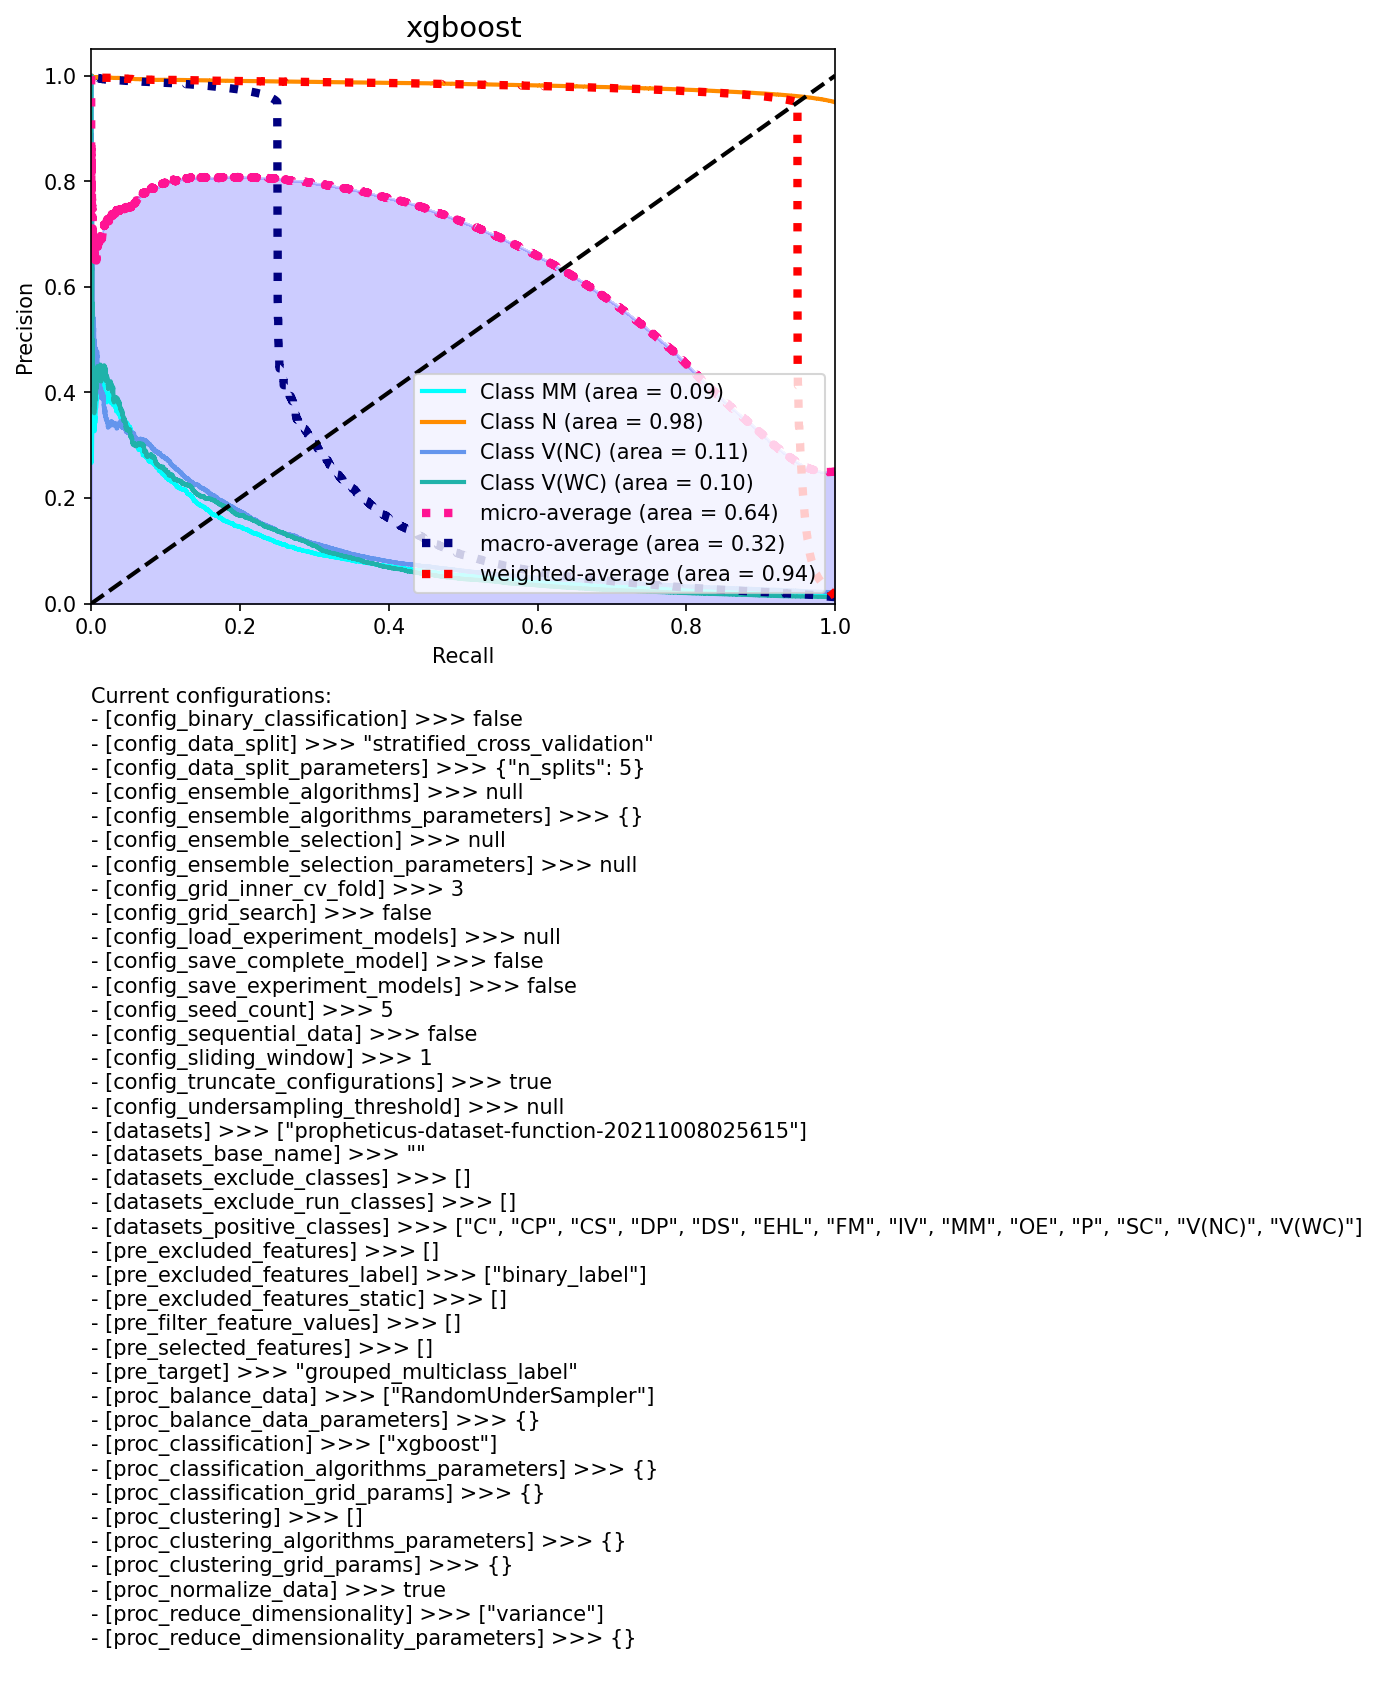 xgboost
1.0
0.8
0.6
0.4
0.2
0.0
Precision
Class MM (area = 0.09)
Class N (area = 0.98)
Class V(NC) (area = 0.11)
Class V(WC) (area = 0.10)
micro-average (area = 0.64)
macro-average (area = 0.32)
weighted-average (area = 0.94)
0.0 0.2 0.4 0.6 0.8 1.0
Recall
Current configurations:
- [config_binary_classification] >>> false
- [config_data_split] >>> "stratified_cross_validation"
- [config_data_split_parameters] >>> {"n_splits": 5}
- [config_ensemble_algorithms] >>> null
- [config_ensemble_algorithms_parameters] >>> {}
- [config_ensemble_selection] >>> null
- [config_ensemble_selection_parameters] >>> null
- [config_grid_inner_cv_fold] >>> 3
- [config_grid_search] >>> false
- [config_load_experiment_models] >>> null
- [config_save_complete_model] >>> false
- [config_save_experiment_models] >>> false
- [config_seed_count] >>> 5
- [config_sequential_data] >>> false
- [config_sliding_window] >>> 1
- [config_truncate_configurations] >>> true
- [config_undersampling_threshold] >>> null
- [datasets] >>> ["propheticus-dataset-function-20211008025615"]
- [datasets_base_name] >>> ""
- [datasets_exclude_classes] >>> []
- [datasets_exclude_run_classes] >>> []
- [datasets_positive_classes] >>> ["C", "CP", "CS", "DP", "DS", "EHL", "FM", "IV", "MM", "OE", "P", "SC", "V(NC)", "V(WC)"]
- [pre_excluded_features] >>> []
- [pre_excluded_features_label] >>> ["binary_label"]
- [pre_excluded_features_static] >>> []
- [pre_filter_feature_values] >>> []
- [pre_selected_features] >>> []
- [pre_target] >>> "grouped_multiclass_label"
- [proc_balance_data] >>> ["RandomUnderSampler"]
- [proc_balance_data_parameters] >>> {}
- [proc_classification] >>> ["xgboost"]
- [proc_classification_algorithms_parameters] >>> {}
- [proc_classification_grid_params] >>> {}
- [proc_clustering] >>> []
- [proc_clustering_algorithms_parameters] >>> {}
- [proc_clustering_grid_params] >>> {}
- [proc_normalize_data] >>> true
- [proc_reduce_dimensionality] >>> ["variance"]
- [proc_reduce_dimensionality_parameters] >>> {}